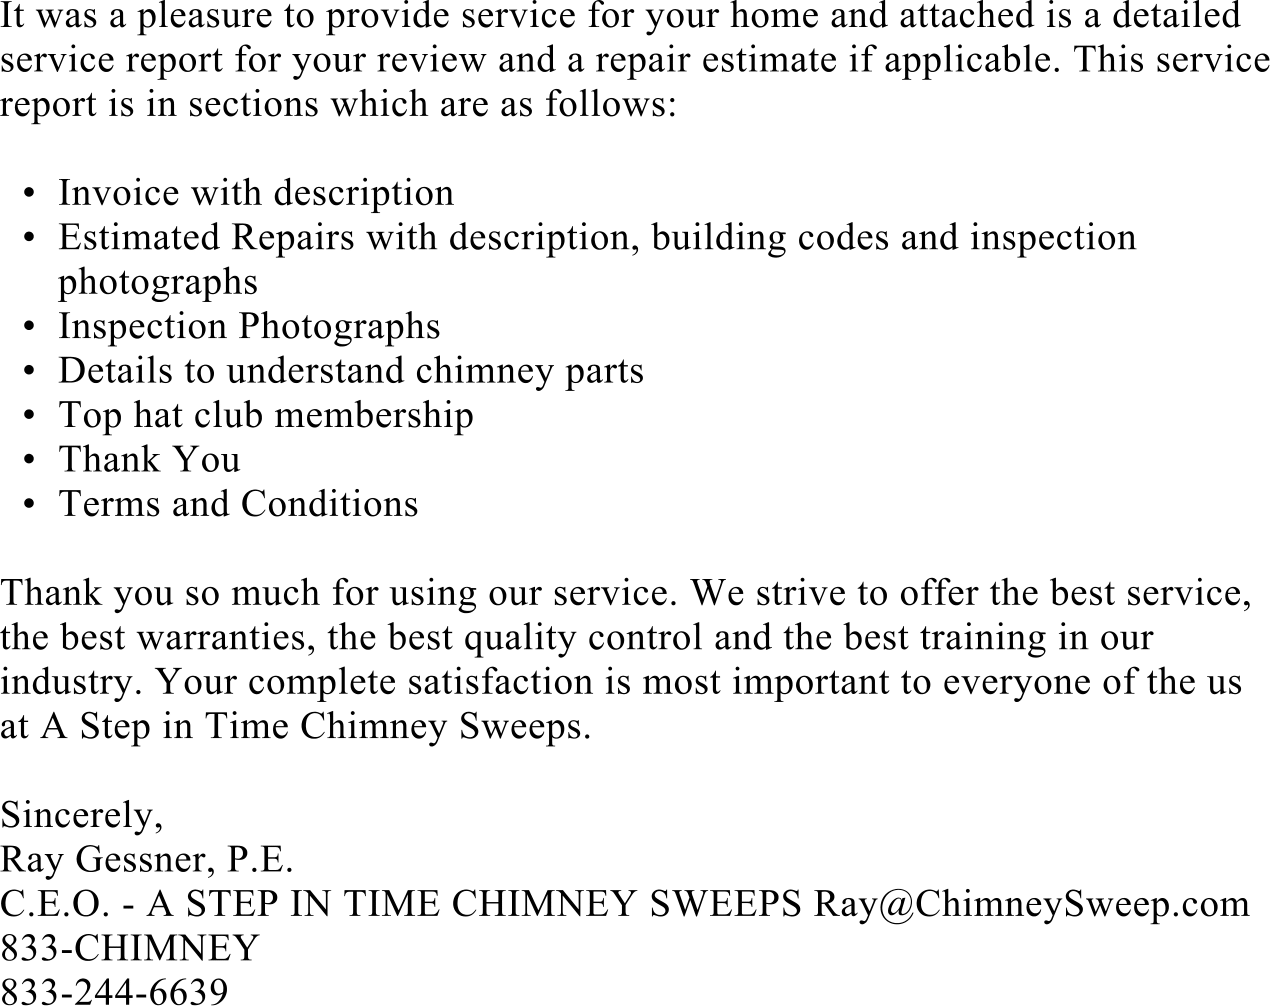 It was a pleasure to provide service for your home and attached is a detailed
service report for your review and a repair estimate if applicable. This service
report is in sections which are as follows:
• Invoice with description
• Estimated Repairs with description, building codes and inspection
photographs
• Inspection Photographs
• Details to understand chimney parts
• Top hat club membership
• Thank You
• Terms and Conditions
Thank you so much for using our service. We strive to offer the best service,
the best warranties, the best quality control and the best training in our
industry. Your complete satisfaction is most important to everyone of the us
at A Step in Time Chimney Sweeps.
Sincerely,
Ray Gessner, P.E.
C.E.O. - A STEP IN TIME CHIMNEY SWEEPS Ray@ChimneySweep.com
833-CHIMNEY
833-244-6639